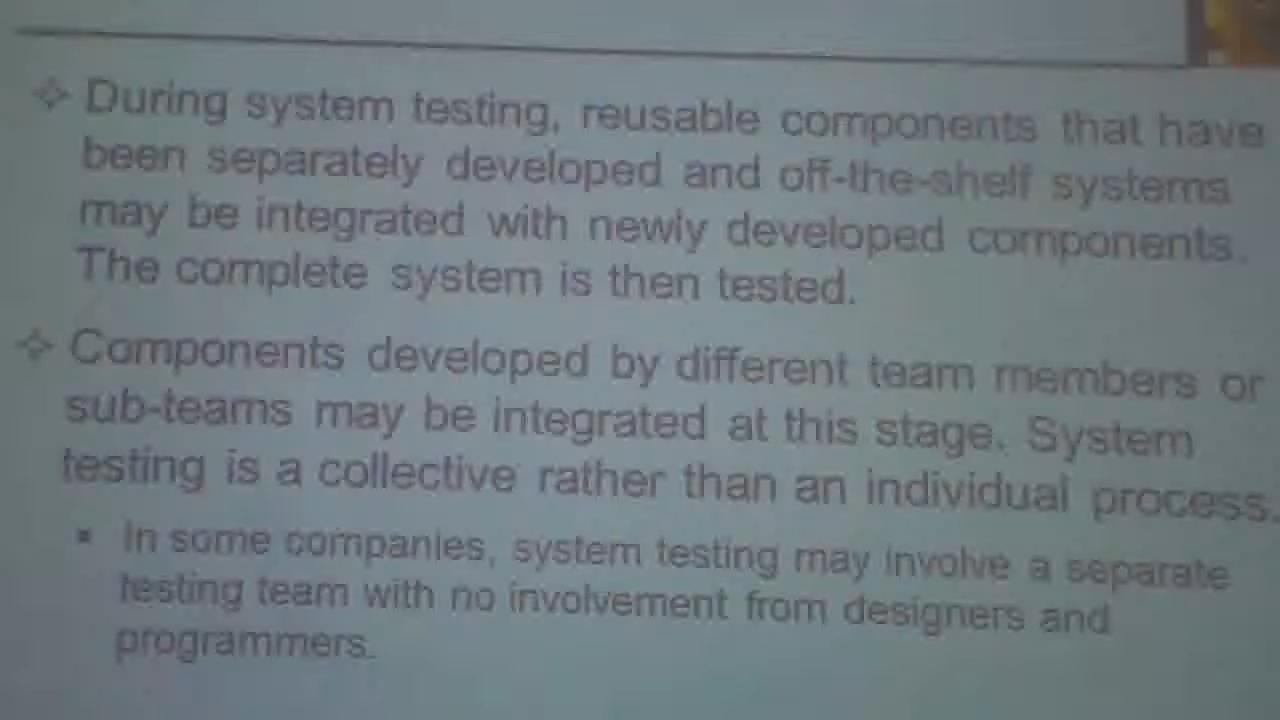 ✧ During system testing, reusable components that have
been separately developed and off-the-shelf systems
may be integrated with newly developed components.
The complete system is then tested.
✧ Components developed by different team members or
sub-teams may be integrated at this stage. System
testing is a collective rather than an individual process.
▪ In some companies, system testing may involve a separate
testing team with no involvement from designers and
programmers.